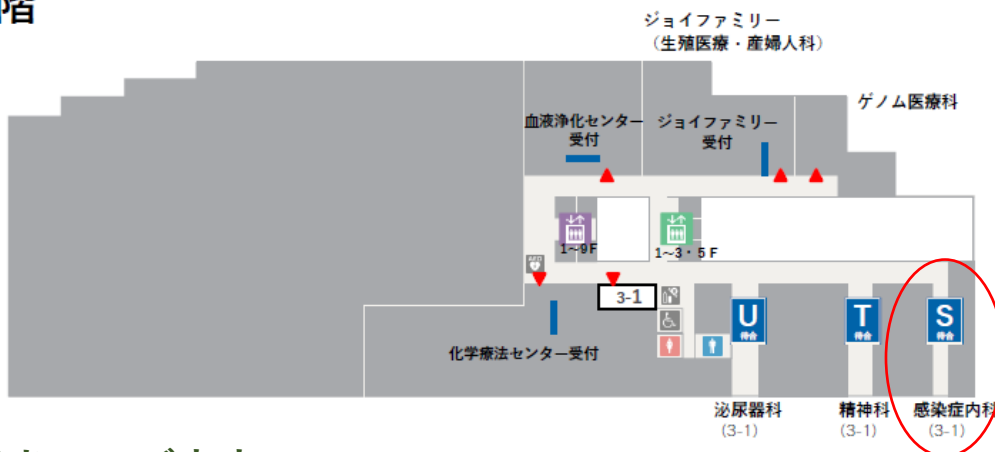 階
ジョイファミリー
（生殖医療・産婦人科）
ゲノム医療科
血液浄化センター
受付
ジョイファミリー
受付
1～9F
1～3・5F
AED
3-1
U
待合
T
待合
S
待合
化学療法センター受付
泌尿器科
(3-1)
精神科
(3-1)
感染症内科
(3-1)